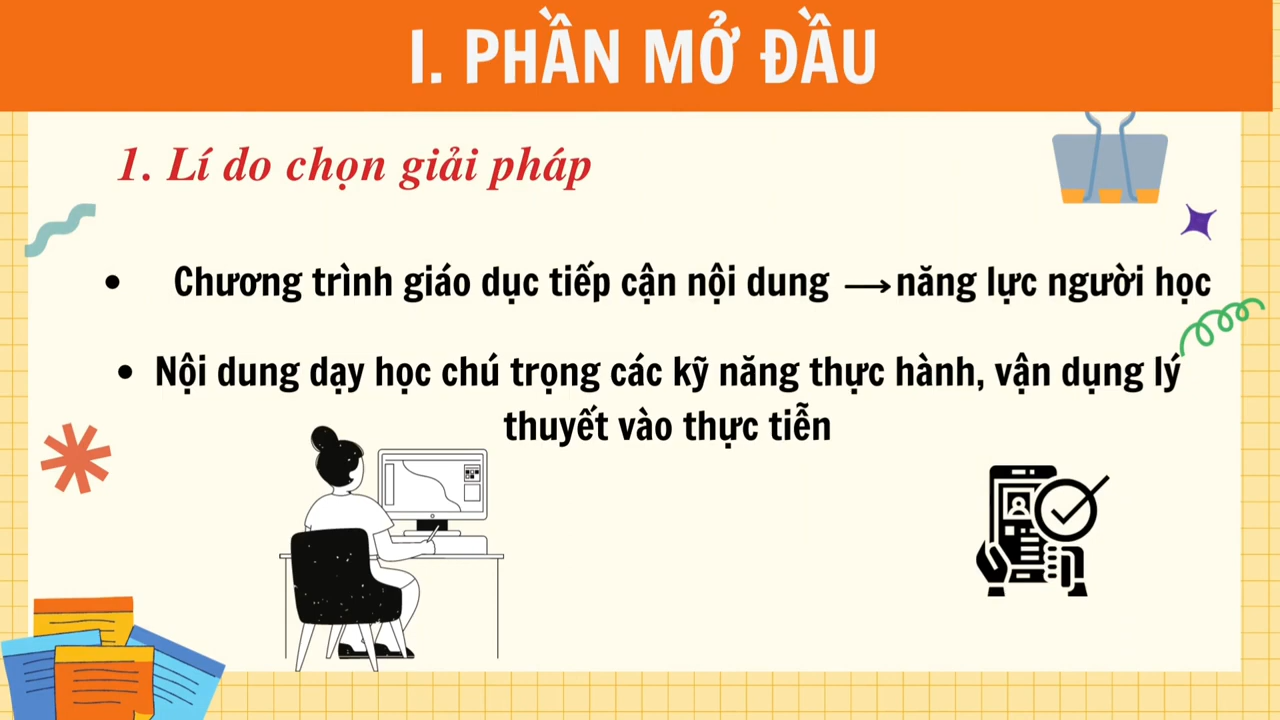 I. PHẦN MỞ ĐẦU
1. Lí do chọn giải pháp
• Chương trình giáo dục tiếp cận nội dung → năng lực người học
• Nội dung dạy học chú trọng các kỹ năng thực hành, vận dụng lý
thuyết vào thực tiễn